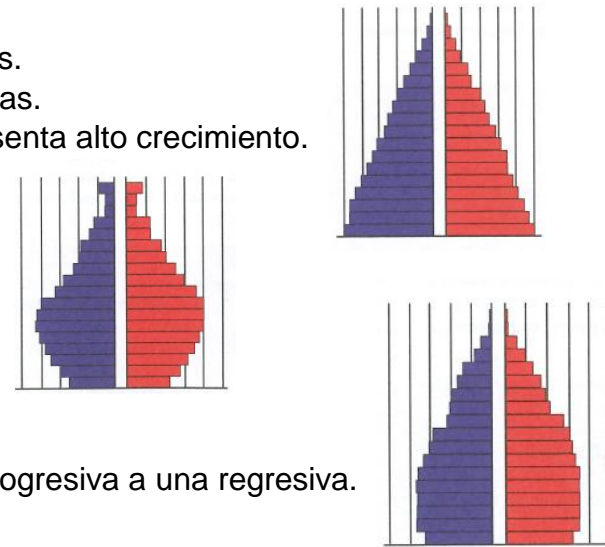 s.
as.
senta alto crecimiento.
ogresiva a una regresiva.